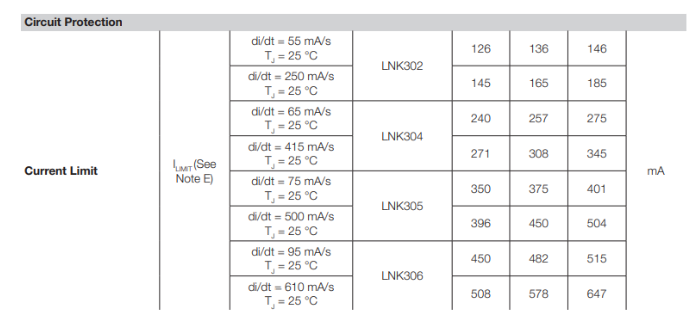 Circuit Protection
Current Limit
I_LIMIT (See
Note E)
di/dt = 55 mA/s
T_J = 25 °C
LNK302
126 136 146
di/dt = 250 mA/s
T_J = 25 °C
145 165 185
di/dt = 65 mA/s
T_J = 25 °C
LNK304
240 257 275
di/dt = 415 mA/s
T_J = 25 °C
271 308 345
di/dt = 75 mA/s
T_J = 25 °C
LNK305
350 375 401
di/dt = 500 mA/s
T_J = 25 °C
396 450 504
di/dt = 95 mA/s
T_J = 25 °C
LNK306
450 482 515
di/dt = 610 mA/s
T_J = 25 °C
508 578 647
mA